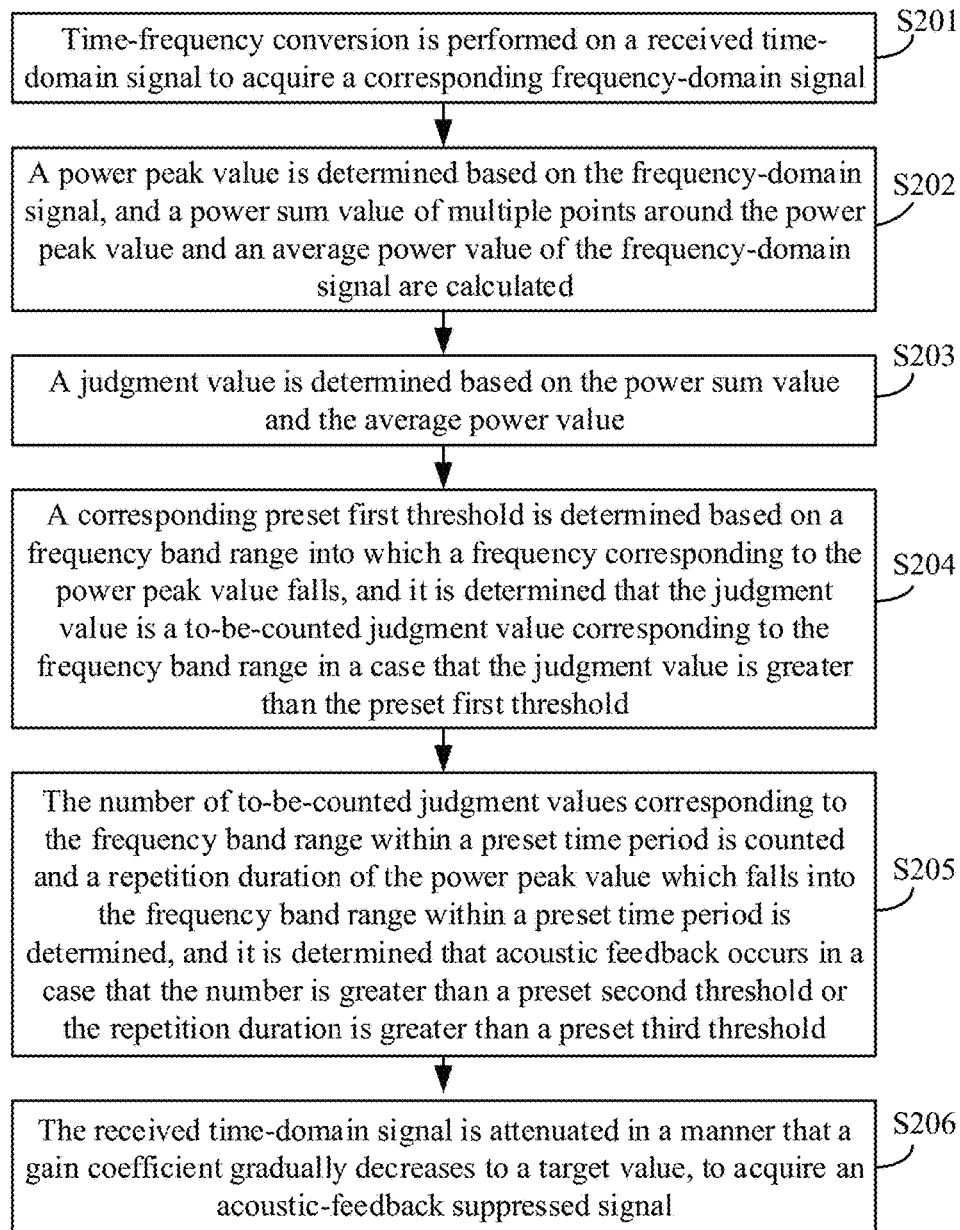 Time-frequency conversion is performed on a received time-
domain signal to acquire a corresponding frequency-domain signal
S201
A power peak value is determined based on the frequency-domain
signal, and a power sum value of multiple points around the power
peak value and an average power value of the frequency-domain
signal are calculated
S202
A judgment value is determined based on the power sum value
and the average power value
S203
A corresponding preset first threshold is determined based on a
frequency band range into which a frequency corresponding to the
power peak value falls, and it is determined that the judgment
value is a to-be-counted judgment value corresponding to the
frequency band range in a case that the judgment value is greater
than the preset first threshold
S204
The number of to-be-counted judgment values corresponding to
the frequency band range within a preset time period is counted
and a repetition duration of the power peak value which falls into
the frequency band range within a preset time period is
determined, and it is determined that acoustic feedback occurs in a
case that the number is greater than a preset second threshold or
the repetition duration is greater than a preset third threshold
S205
The received time-domain signal is attenuated in a manner that a
gain coefficient gradually decreases to a target value, to acquire an
acoustic-feedback suppressed signal
S206